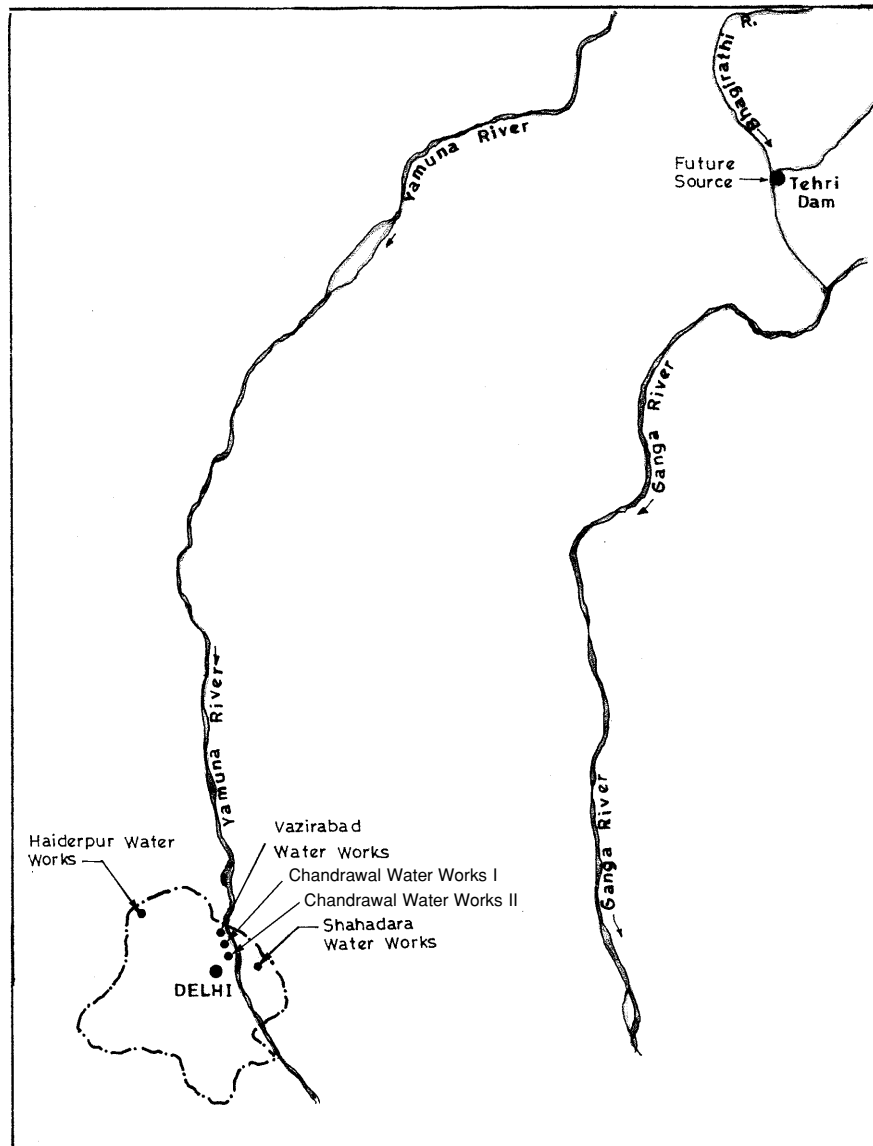 Bhagirathi R.
Yamuna River
Future
Source
Tehri
Dam
Ganga River
Yamuna River
Ganga River
Haiderpur Water
Works
Vazirabad
Water Works
Chandrawal Water Works I
Chandrawal Water Works II
Shahadara
Water Works
DELHI